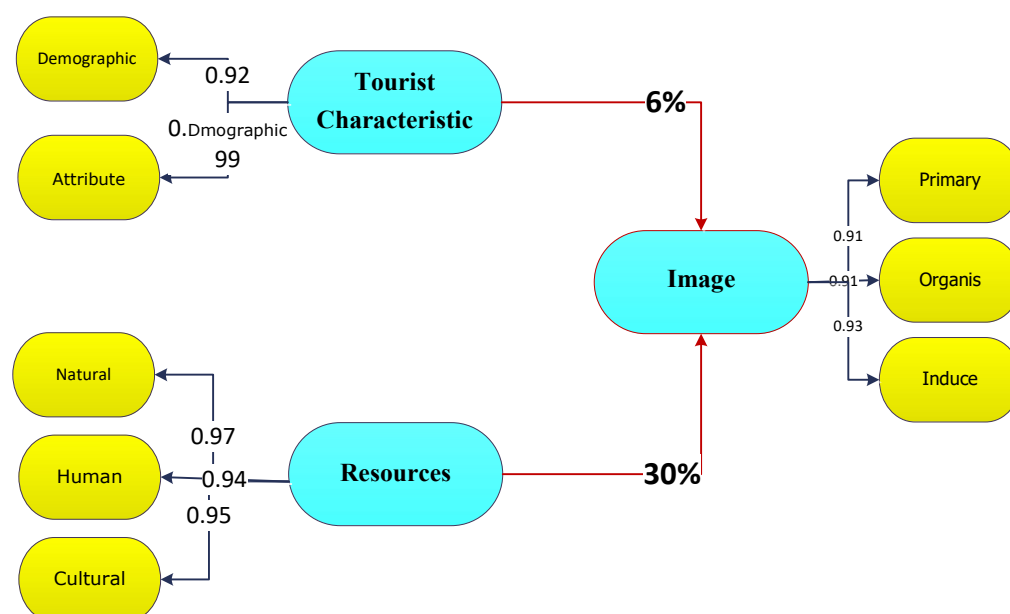 Demographic
0.92
0.Dmographic
99
Attribute
Tourist
Characteristic
6%
Primary
0.91
Image
0.91
Organis
0.93
Induce
Natural
0.97
Human
0.94
0.95
Cultural
Resources
30%